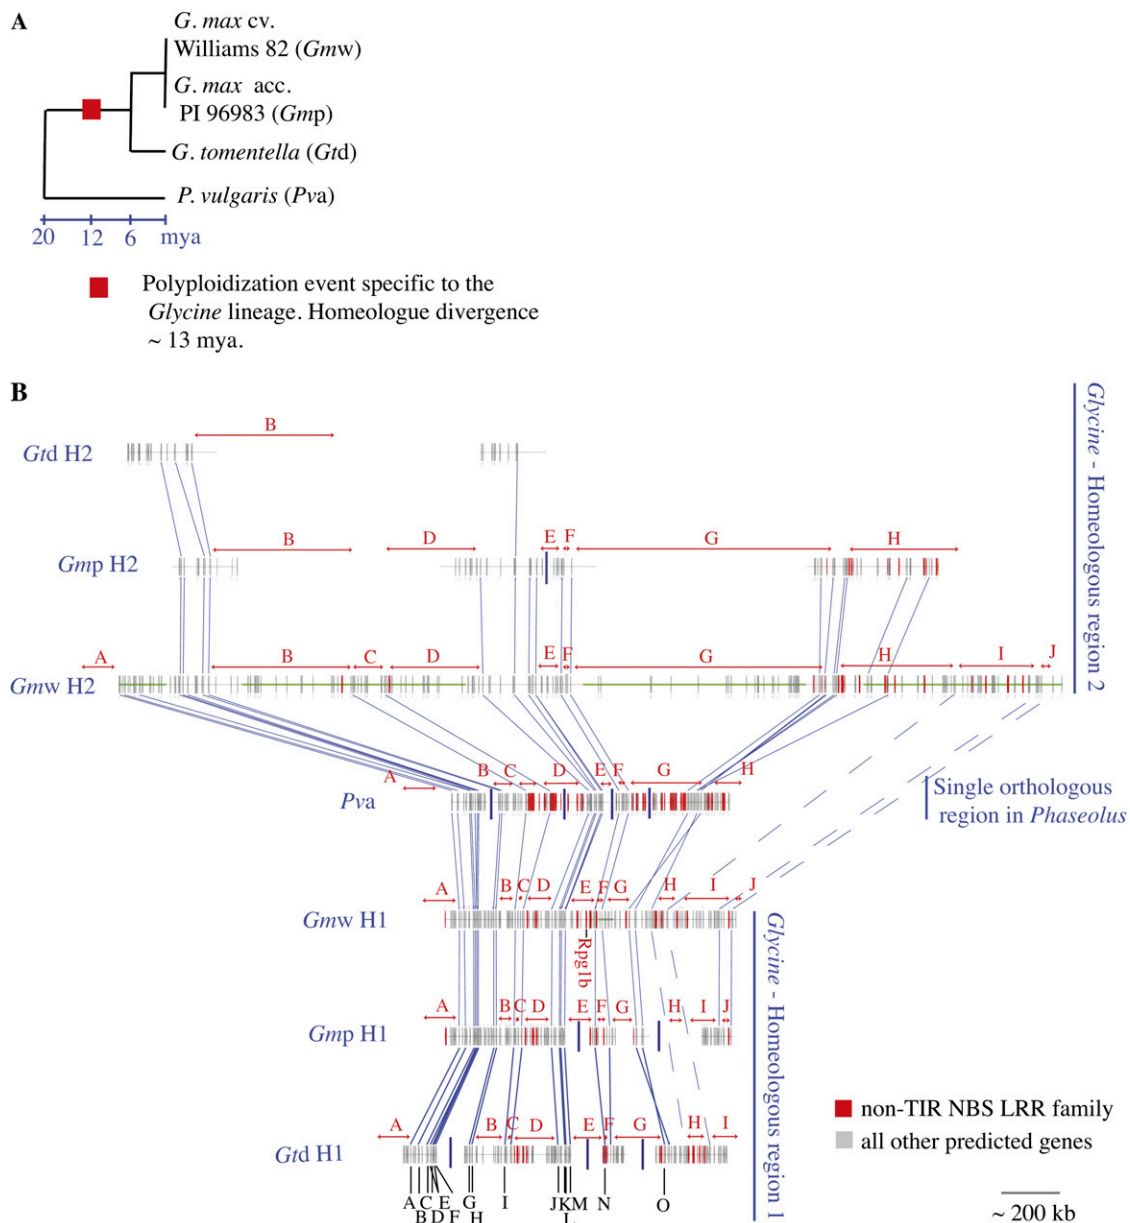 A
G. max cv.
Williams 82 (Gmw)
G. max acc.
PI 96983 (Gmp)
G. tomentella (Gtd)
P. vulgaris (Pva)
20 12 6 mya
Polyploidization event specific to the
Glycine lineage. Homeologue divergence
~ 13 mya.
B
Glycine - Homeologous region 2
B
Gtd H2
B D E F G H
Gmp H2
A B C D E F G H I J
Gmw H2
A B C D E F G H
Pva
Single orthologous
region in Phaseolus
A B C D E F G H I J
Gmw H1
Rpg1b
Glycine - Homeologous region 1
A B C D E F G H I J
Gmp H1
A B C D E F G H I
Gtd H1
A B C D E F G H I J K L M N O
non-TIR NBS LRR family
all other predicted genes
~ 200 kb